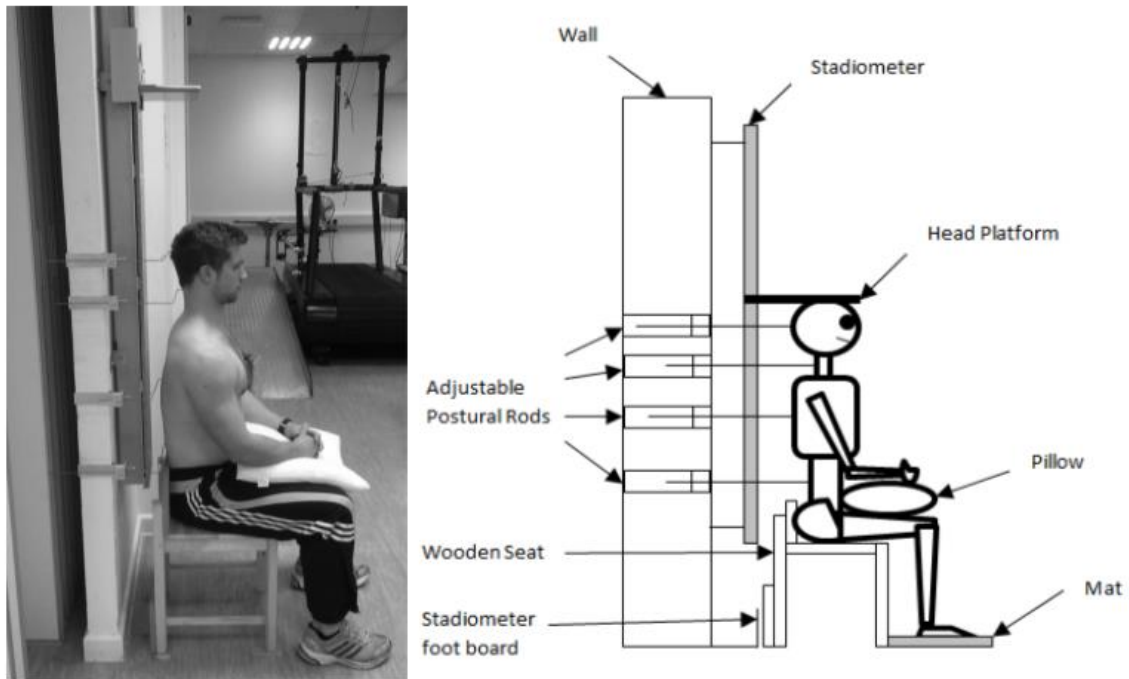 Wall
Stadiometer
Head Platform
Adjustable
Postural Rods
Pillow
Wooden Seat
Mat
Stadiometer
foot board